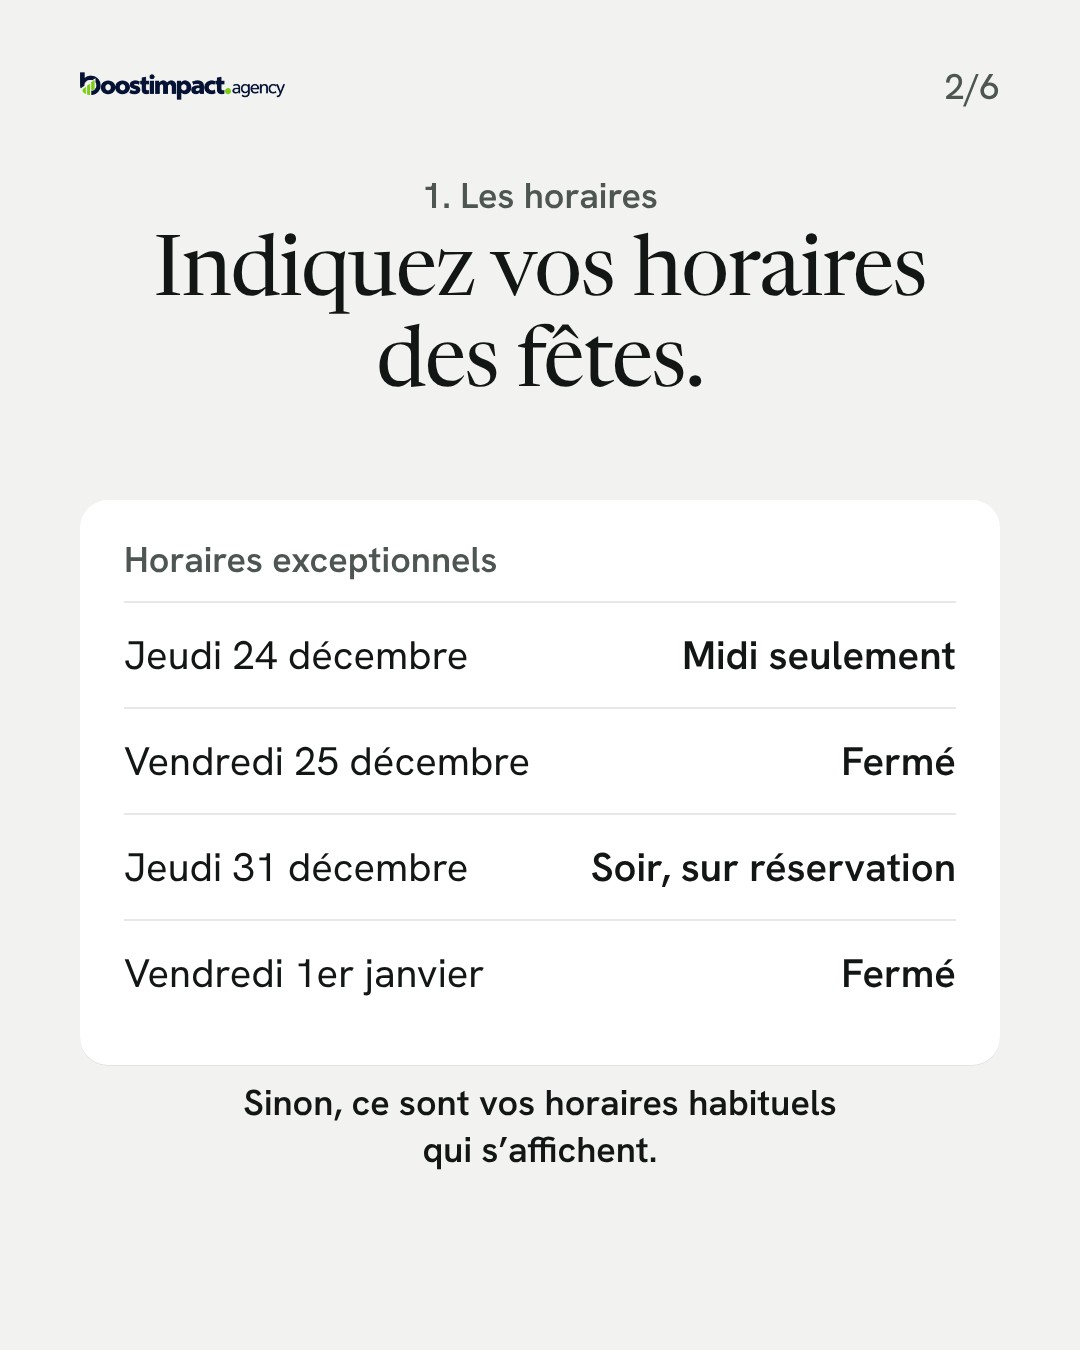 boostimpact.agency
2/6
1. Les horaires
Indiquez vos horaires
des fêtes.
Horaires exceptionnels
Jeudi 24 décembre Midi seulement
Vendredi 25 décembre Fermé
Jeudi 31 décembre Soir, sur réservation
Vendredi 1er janvier Fermé
Sinon, ce sont vos horaires habituels
qui s’affichent.